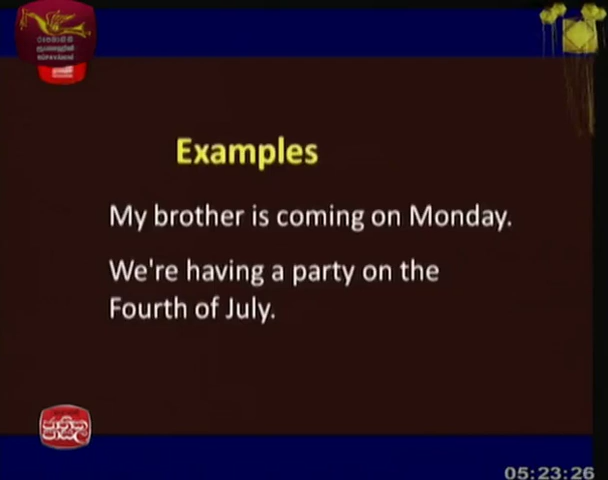 Examples
My brother is coming on Monday.
We're having a party on the
Fourth of July.
05:23:26